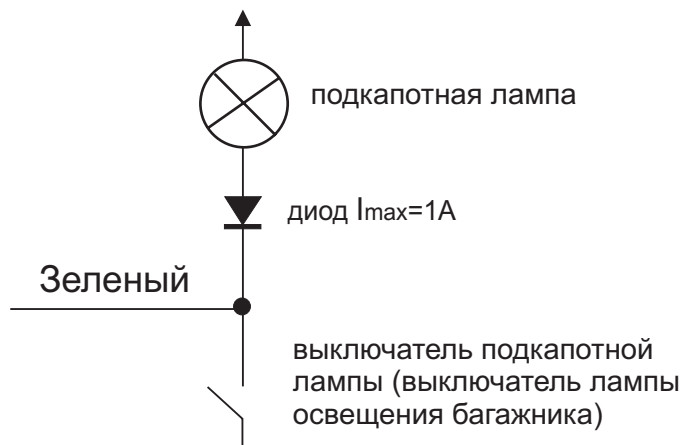 подкапотная лампа
диод Imax=1A
Зеленый
выключатель подкапотной
лампы (выключатель лампы
освещения багажника)